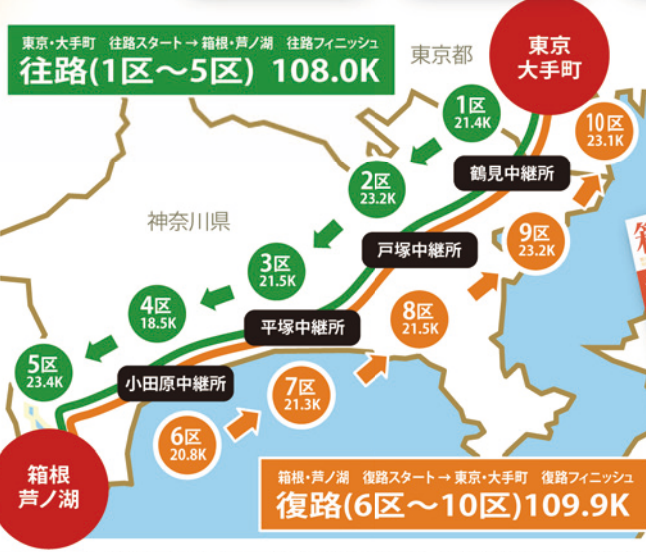 東京・大手町　往路スタート→箱根・芦ノ湖　往路フィニッシュ
往路(1区～5区) 108.0K
東京都
東京
大手町
1区
21.4K
10区
23.1K
鶴見中継所
2区
23.2K
神奈川県
戸塚中継所
9区
23.2K
3区
21.5K
4区
18.5K
8区
21.5K
平塚中継所
5区
23.4K
小田原中継所
7区
21.3K
6区
20.8K
箱根
芦ノ湖
箱根・芦ノ湖　復路スタート→東京・大手町　復路フィニッシュ
復路(6区～10区)109.9K